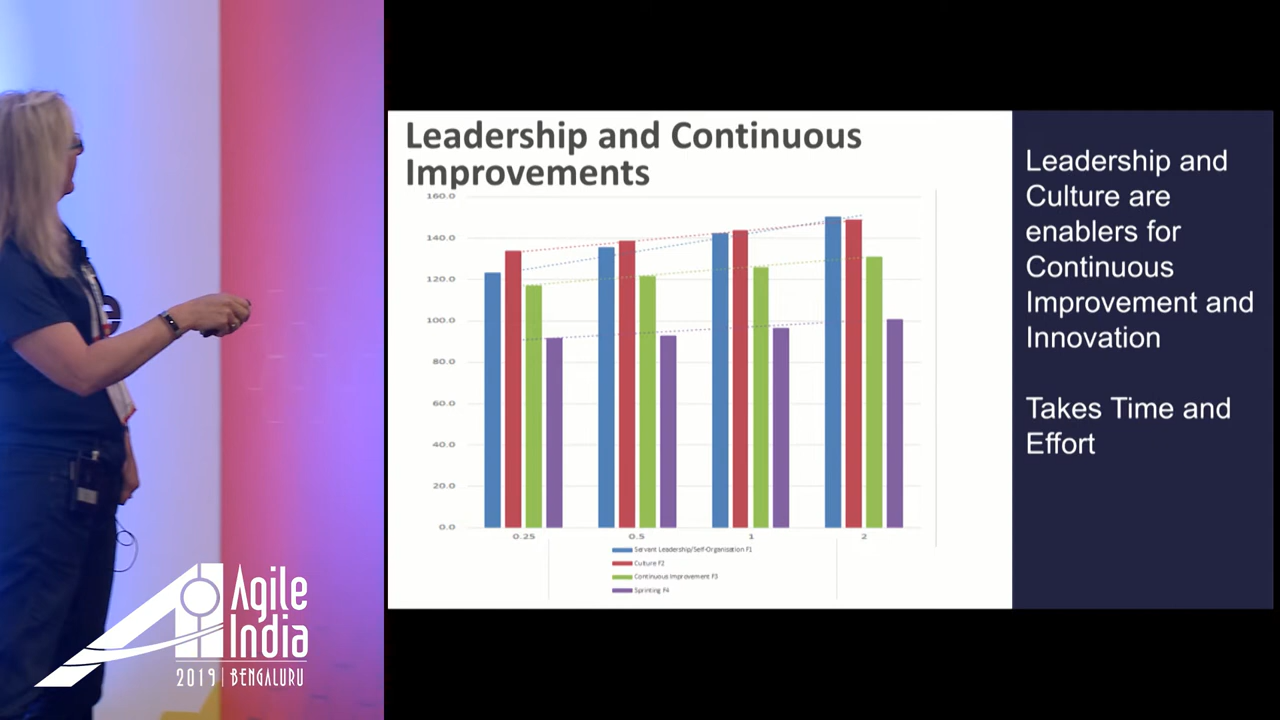 Leadership and Continuous
Improvements
160.0
140.0
120.0
100.0
80.0
60.0
40.0
20.0
0.0
0.25
0.5
1
2
Servant Leadership/Self-Organisation F1
Culture F2
Continuous Improvement F3
Sprinting F4
Leadership and
Culture are
enablers for
Continuous
Improvement and
Innovation
Takes Time and
Effort
Agile
India
2019 | BENGALURU